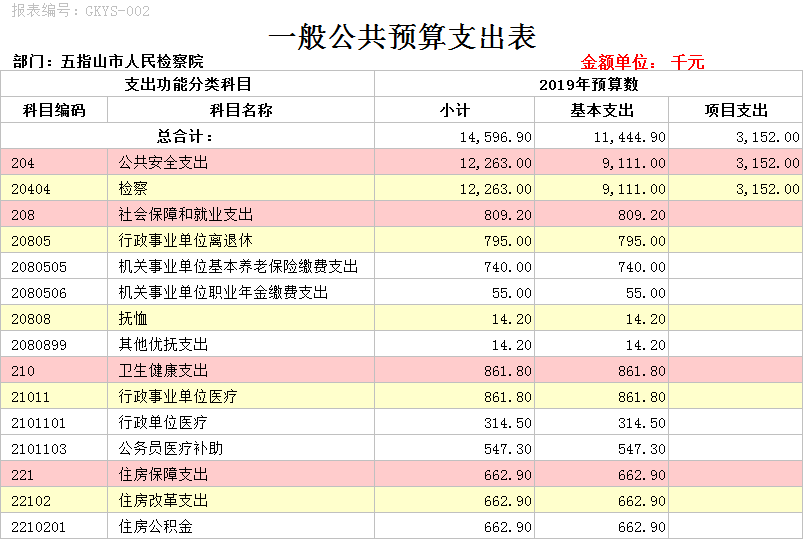 报表编号：GKYS-002
一般公共预算支出表
部门：五指山市人民检察院 金额单位： 千元
支出功能分类科目 2019年预算数
科目编码 科目名称 小计 基本支出 项目支出
总合计： 14,596.90 11,444.90 3,152.00
204 公共安全支出 12,263.00 9,111.00 3,152.00
20404 检察 12,263.00 9,111.00 3,152.00
208 社会保障和就业支出 809.20 809.20
20805 行政事业单位离退休 795.00 795.00
2080505 机关事业单位基本养老保险缴费支出 740.00 740.00
2080506 机关事业单位职业年金缴费支出 55.00 55.00
20808 抚恤 14.20 14.20
2080899 其他优抚支出 14.20 14.20
210 卫生健康支出 861.80 861.80
21011 行政事业单位医疗 861.80 861.80
2101101 行政单位医疗 314.50 314.50
2101103 公务员医疗补助 547.30 547.30
221 住房保障支出 662.90 662.90
22102 住房改革支出 662.90 662.90
2210201 住房公积金 662.90 662.90